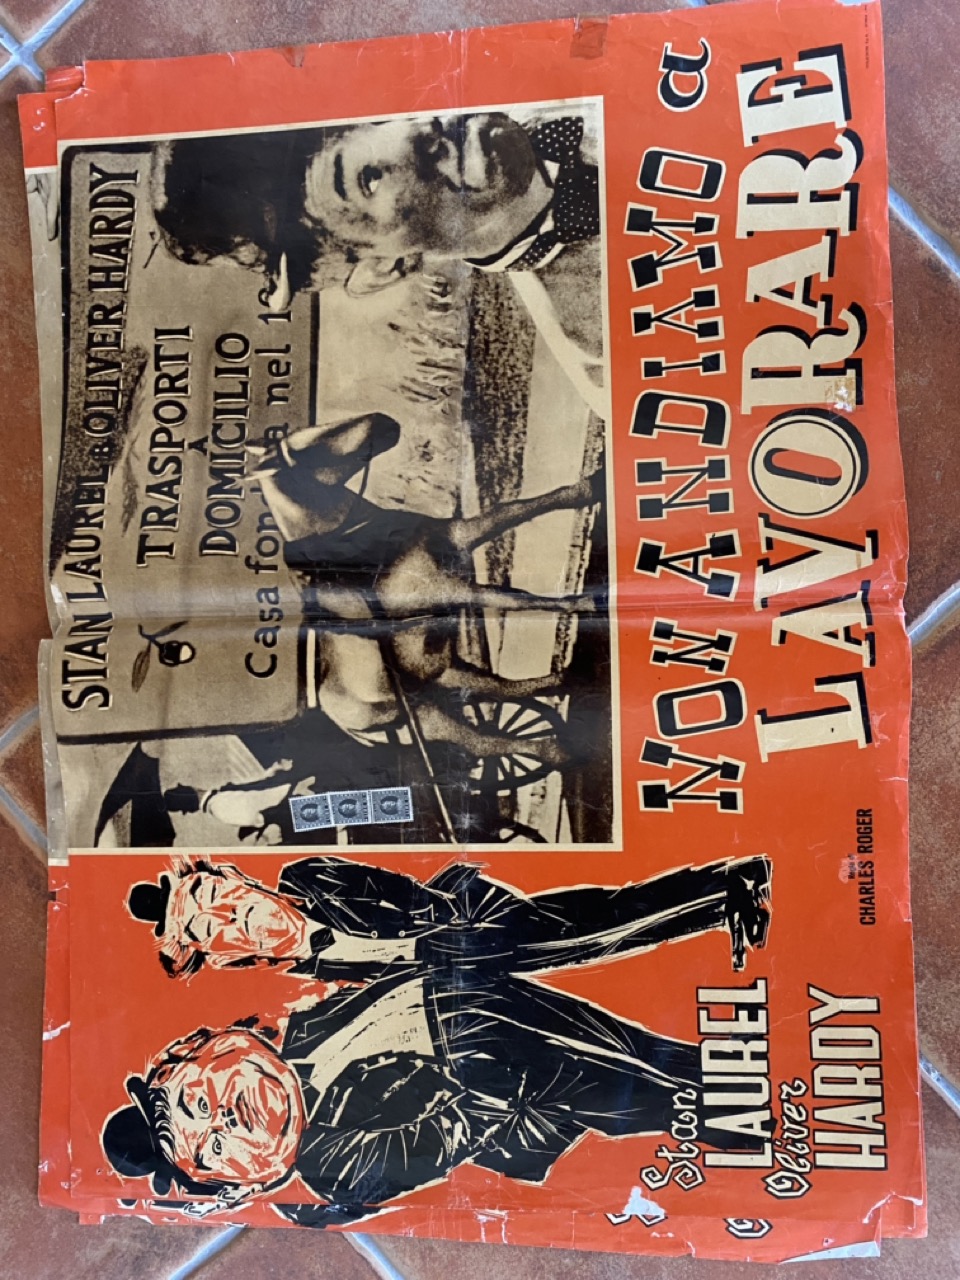 STAN LAUREL & OLIVER HARDY
TRASPORTI
A
DOMICILIO
Casa fon a nel 1
NON ANDIAMO a
LAVORARE
Stan
LAUREL
Oliver
HARDY
CHARLES ROGER